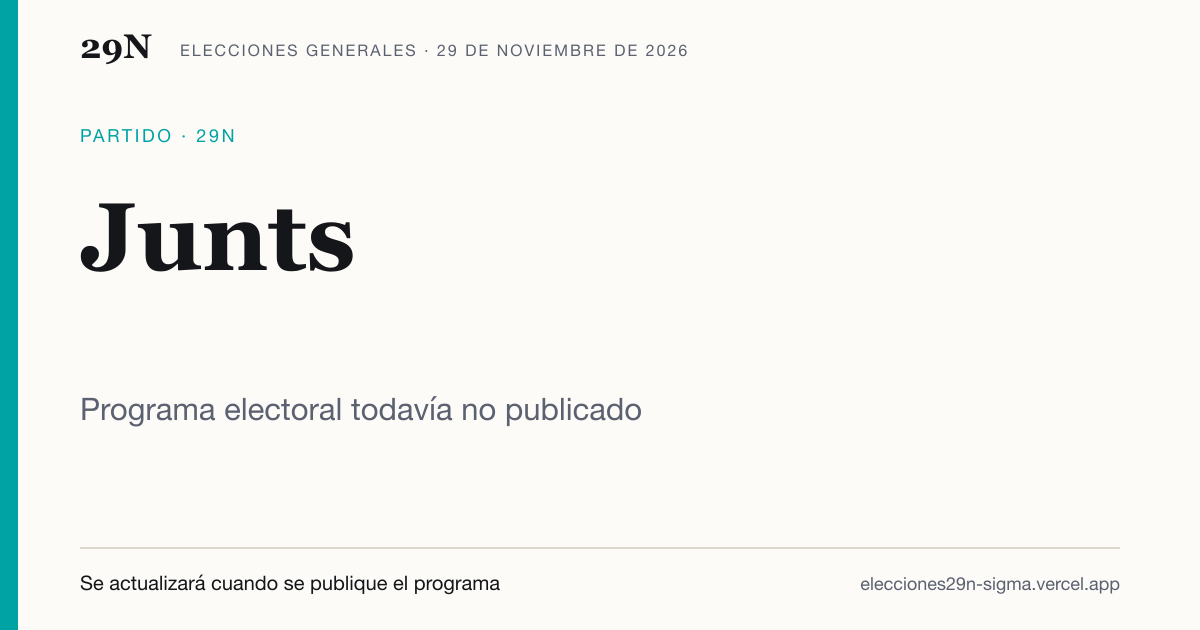 29N ELECCIONES GENERALES · 29 DE NOVIEMBRE DE 2026
PARTIDO · 29N
Junts
Programa electoral todavía no publicado
Se actualizará cuando se publique el programa
elecciones29n-sigma.vercel.app